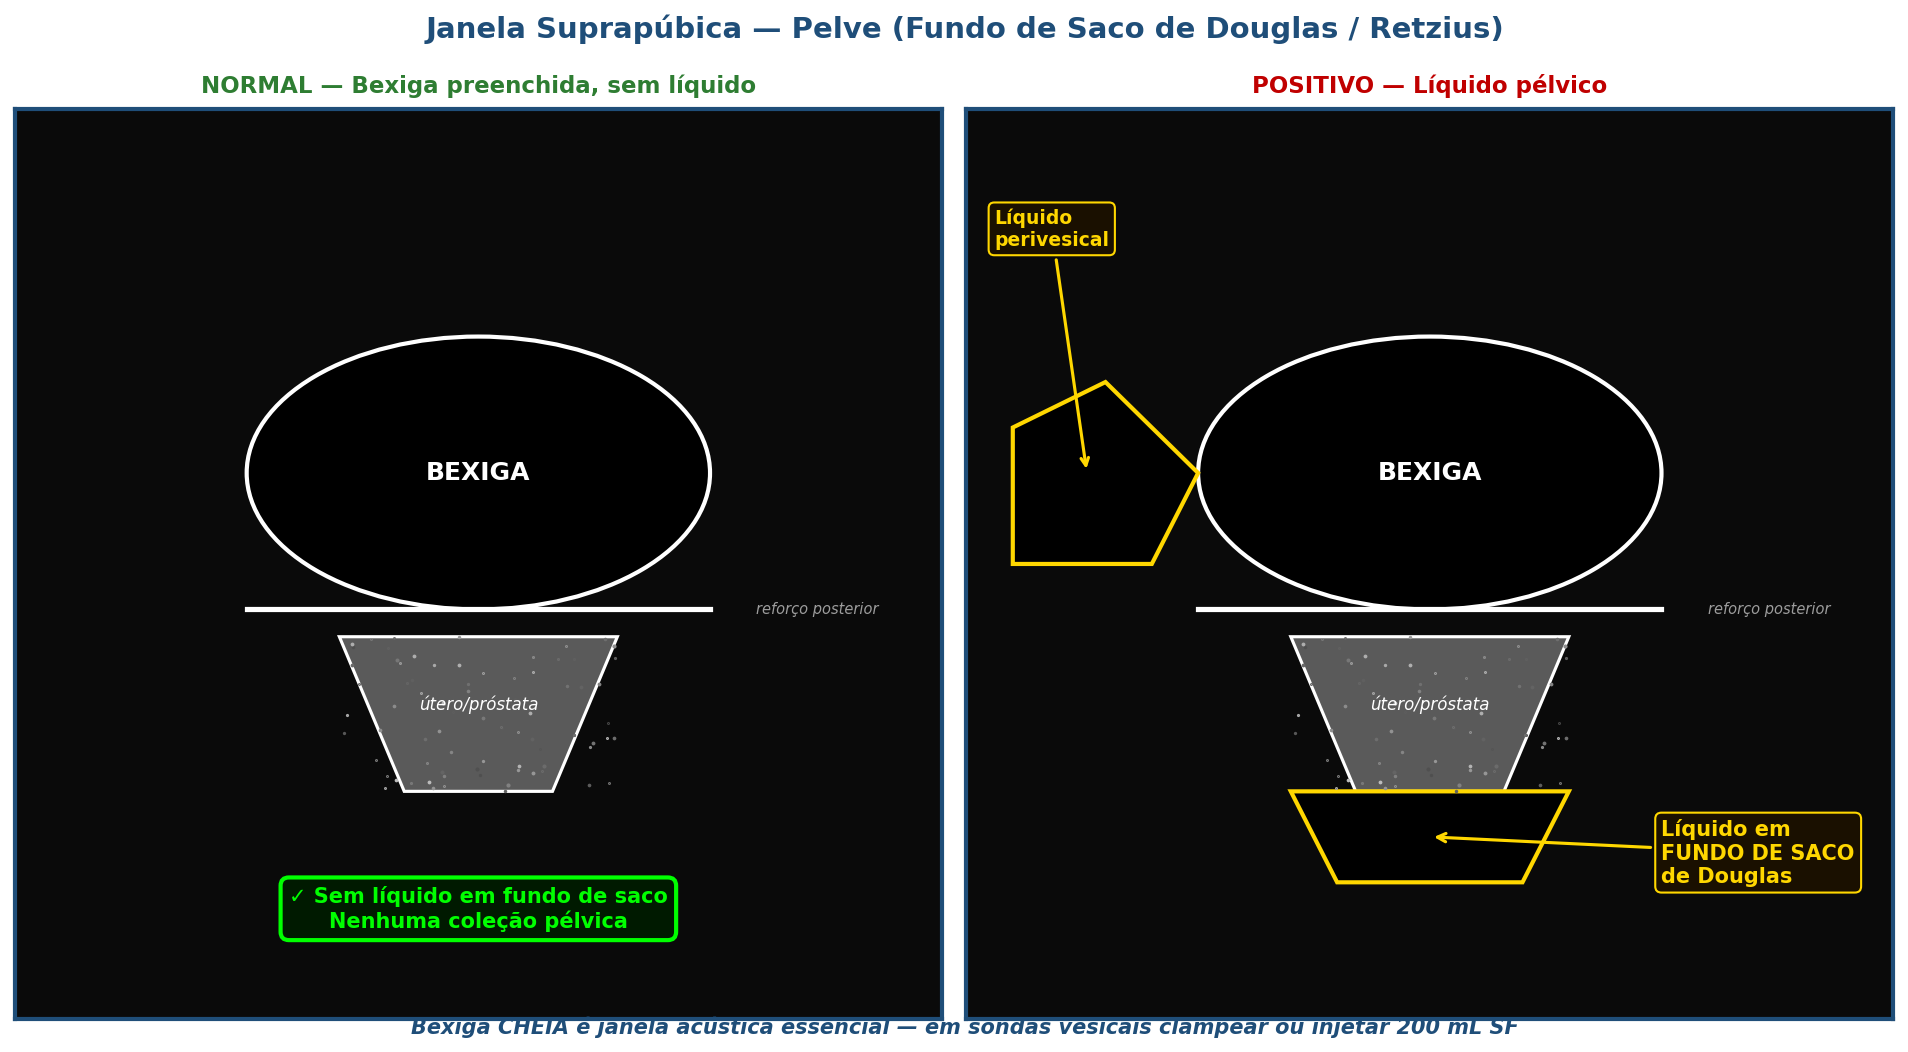 Janela Suprapúbica — Pelve (Fundo de Saco de Douglas / Retzius)
NORMAL — Bexiga preenchida, sem líquido
BEXIGA
reforço posterior
útero/próstata
✓ Sem líquido em fundo de saco
Nenhuma coleção pélvica
POSITIVO — Líquido pélvico
Líquido
perivesical
BEXIGA
reforço posterior
útero/próstata
Líquido em
FUNDO DE SACO
de Douglas
Bexiga CHEIA é janela acústica essencial — em sondas vesicais clampear ou injetar 200 mL SF